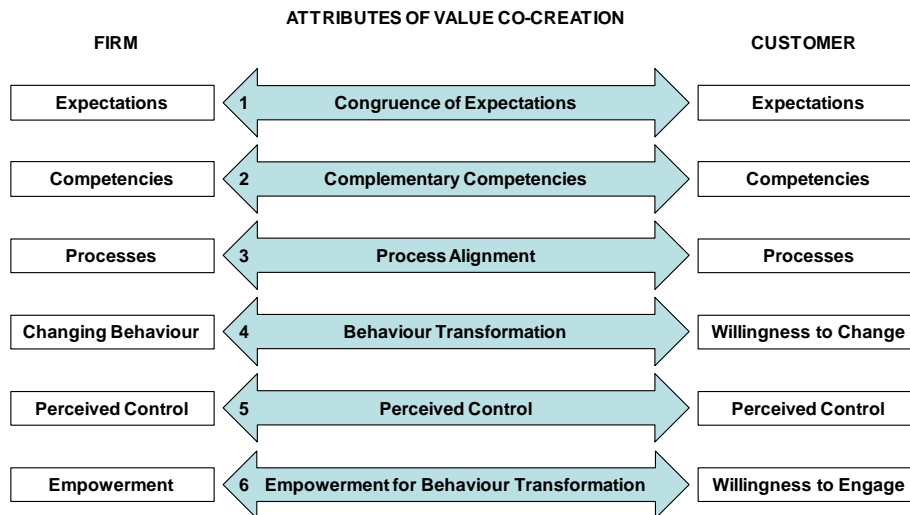 ATTRIBUTES OF VALUE CO-CREATION
FIRM
CUSTOMER
Expectations
1
Congruence of Expectations
Expectations
Competencies
2
Complementary Competencies
Competencies
Processes
3
Process Alignment
Processes
Changing Behaviour
4
Behaviour Transformation
Willingness to Change
Perceived Control
5
Perceived Control
Perceived Control
Empowerment
6
Empowerment for Behaviour Transformation
Willingness to Engage